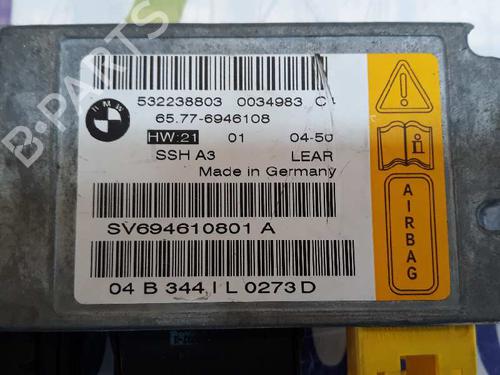 B-PARTS
BMW
532238803 0034983
65.77-6946108
HW:21 01 04-50
SSH A3 LEAR
Made in Germany
SV694610801 A
04 B 344 I L 0273 D
AIRBAG